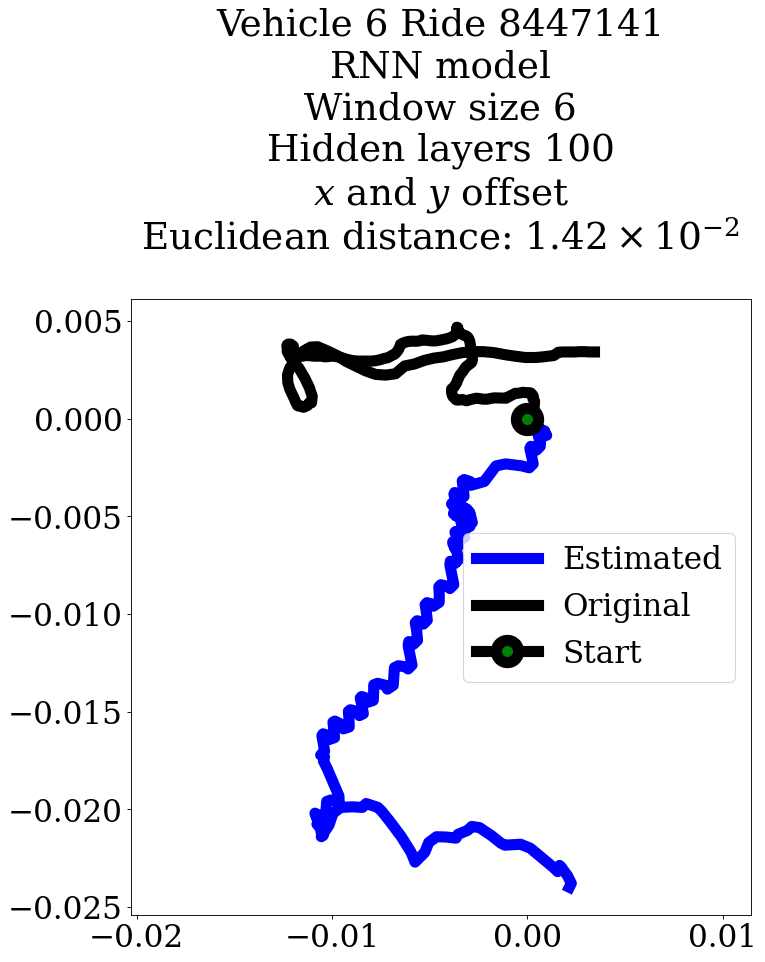 Vehicle 6 Ride 8447141
RNN model
Window size 6
Hidden layers 100
x and y offset
Euclidean distance: 1.42 × 10⁻²
0.005
0.000
−0.005
−0.010
−0.015
−0.020
−0.025
Estimated
Original
Start
−0.02
−0.01
0.00
0.01